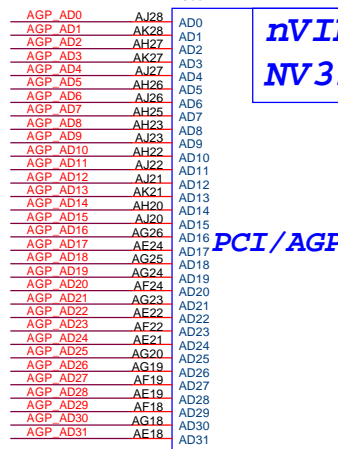 AGP_AD0 AJ28 AD0
AGP_AD1 AK28 AD1
AGP_AD2 AH27 AD2
AGP_AD3 AK27 AD3
AGP_AD4 AJ27 AD4
AGP_AD5 AH26 AD5
AGP_AD6 AJ26 AD6
AGP_AD7 AH25 AD7
AGP_AD8 AH23 AD8
AGP_AD9 AJ23 AD9
AGP_AD10 AH22 AD10
AGP_AD11 AJ22 AD11
AGP_AD12 AJ21 AD12
AGP_AD13 AK21 AD13
AGP_AD14 AH20 AD14
AGP_AD15 AJ20 AD15
AGP_AD16 AG26 AD16
AGP_AD17 AE24 AD17
AGP_AD18 AG25 AD18
AGP_AD19 AG24 AD19
AGP_AD20 AF24 AD20
AGP_AD21 AG23 AD21
AGP_AD22 AE22 AD22
AGP_AD23 AF22 AD23
AGP_AD24 AE21 AD24
AGP_AD25 AG20 AD25
AGP_AD26 AG19 AD26
AGP_AD27 AF19 AD27
AGP_AD28 AE19 AD28
AGP_AD29 AF18 AD29
AGP_AD30 AG18 AD30
AGP_AD31 AE18 AD31
PCI/AGP